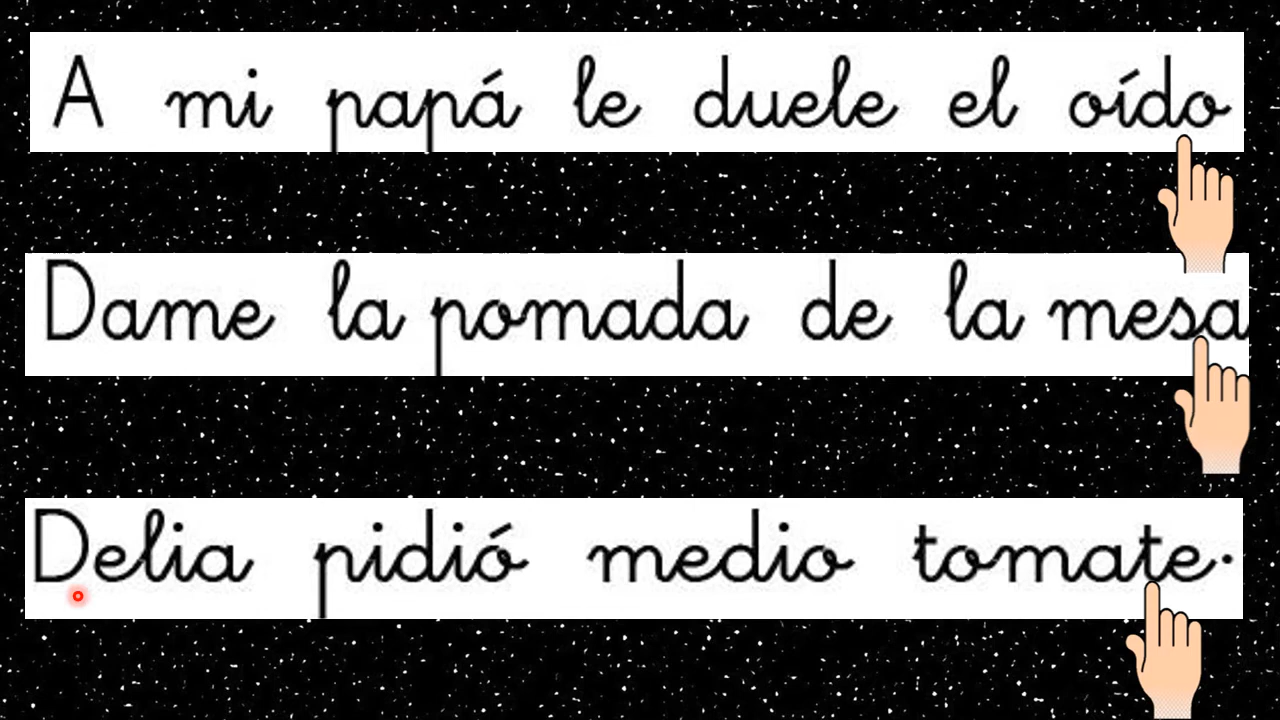 A mi papá le duele el oído
Dame la pomada de la mesa
Delia pidió medio tomate.